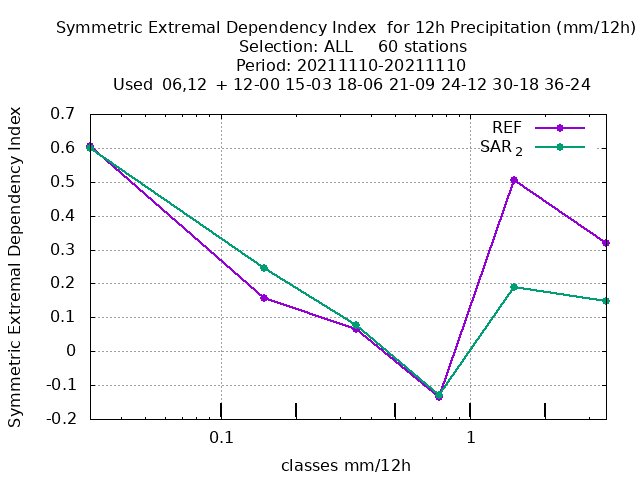 Symmetric Extremal Dependency Index  for 12h Precipitation (mm/12h)
Selection: ALL     60 stations
Period: 20211110-20211110
Used  06,12  + 12-00 15-03 18-06 21-09 24-12 30-18 36-24
Symmetric Extremal Dependency Index
0.7
0.6
0.5
0.4
0.3
0.2
0.1
0
-0.1
-0.2
REF
SAR 2
0.1
1
classes mm/12h